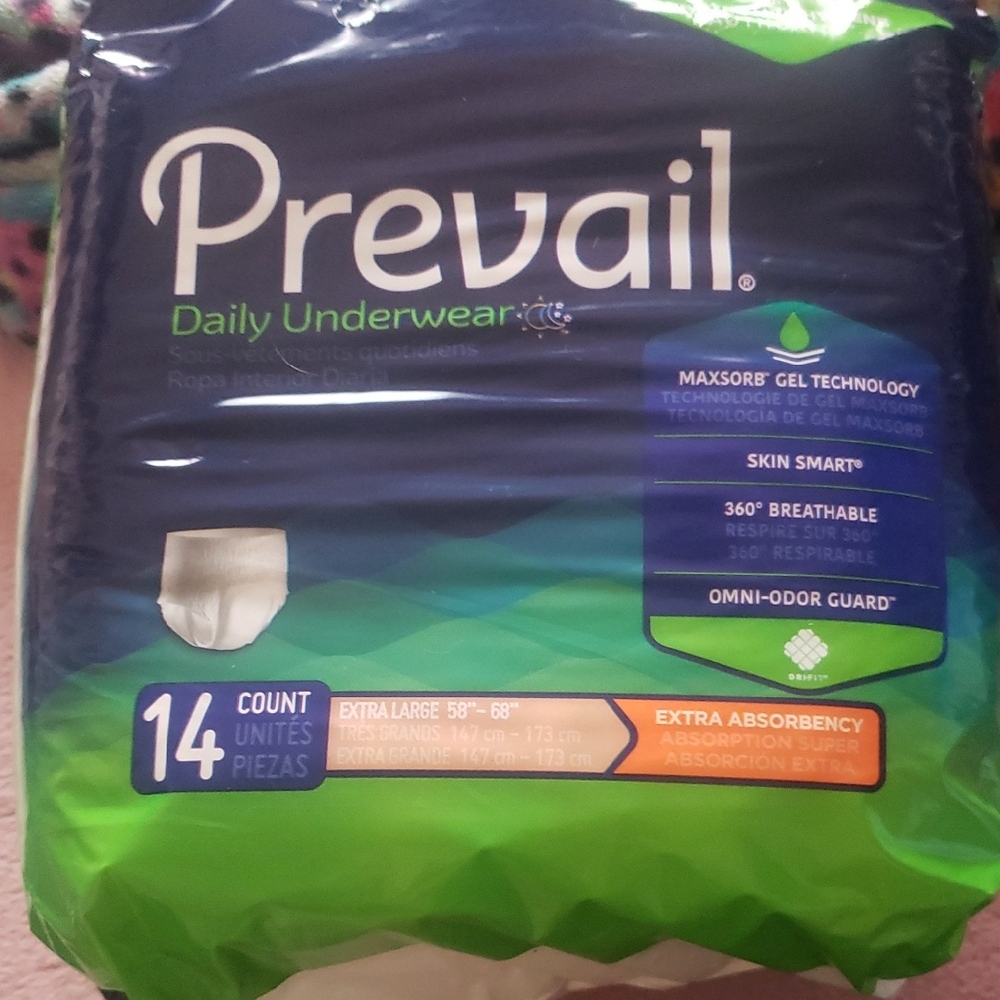 Prevail®
Daily Underwear
Sous-vêtements quotidiens
Ropa Interior Diaria
MAXSORB™ GEL TECHNOLOGY
TECHNOLOGIE DE GEL MAXSORB
TECNOLOGÍA DE GEL MAXSORB
SKIN SMART®
360° BREATHABLE
RESPIRE SUR 360°
360° RESPIRABLE
OMNI-ODOR GUARD™
DRIFIT™
14 COUNT
UNITÉS
PIEZAS
EXTRA LARGE 58"- 68"
TRÈS GRANDS 147 cm - 173 cm
EXTRA GRANDE 147 cm - 173 cm
EXTRA ABSORBENCY
ABSORPTION SUPER
ABSORCIÓN EXTRA